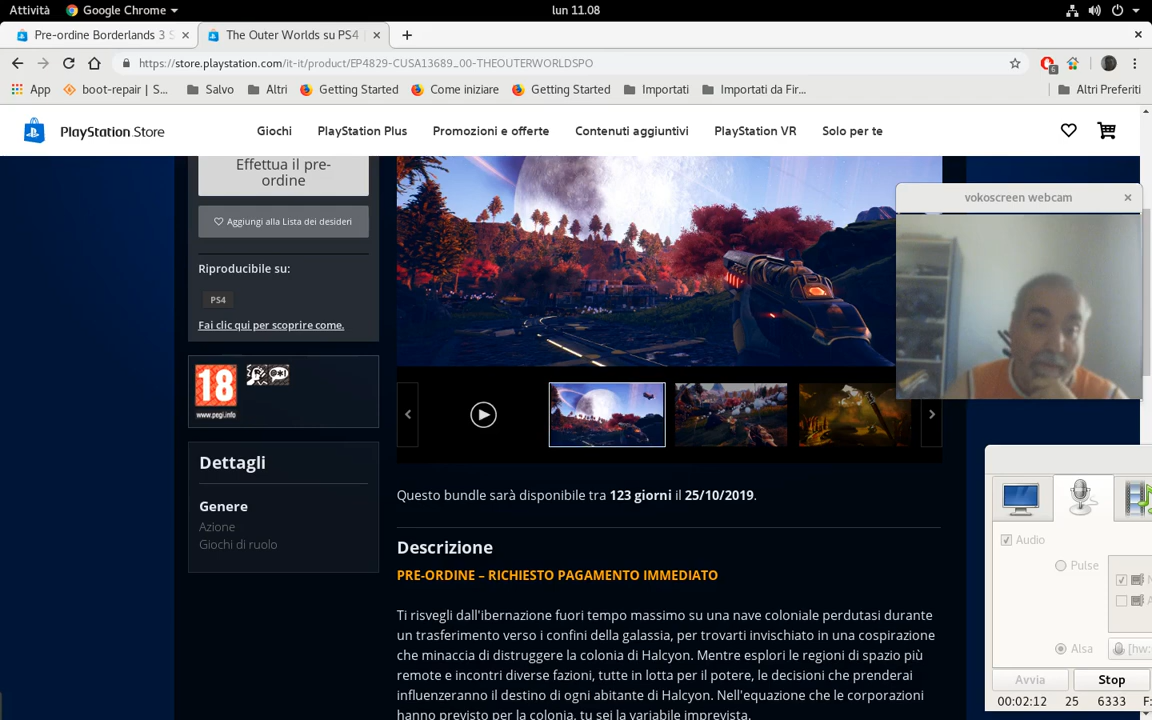 Attività
Google Chrome
lun 11.08
Pre-ordine Borderlands 3 S
The Outer Worlds su PS4
https://store.playstation.com/it-it/product/EP4829-CUSA13689_00-THEOUTERWORLDSPO
6
App
boot-repair | S...
Salvo
Altri
Getting Started
Come iniziare
Getting Started
Importati
Importati da Fir...
Altri Preferiti
PlayStation Store
Giochi
PlayStation Plus
Promozioni e offerte
Contenuti aggiuntivi
PlayStation VR
Solo per te
Effettua il pre-
ordine
Aggiungi alla Lista dei desideri
Riproducibile su:
PS4
Fai clic qui per scoprire come.
18
www.pegi.info
Dettagli
Genere
Azione
Giochi di ruolo
vokoscreen webcam
Questo bundle sarà disponibile tra 123 giorni il 25/10/2019.
Descrizione
PRE-ORDINE – RICHIESTO PAGAMENTO IMMEDIATO
Ti risvegli dall'ibernazione fuori tempo massimo su una nave coloniale perdutasi durante
un trasferimento verso i confini della galassia, per trovarti invischiato in una cospirazione
che minaccia di distruggere la colonia di Halcyon. Mentre esplori le regioni di spazio più
remote e incontri diverse fazioni, tutte in lotta per il potere, le decisioni che prenderai
influenzeranno il destino di ogni abitante di Halcyon. Nell'equazione che le corporazioni
hanno previsto per la colonia, tu sei la variabile imprevista.
Audio
Pulse
Alsa
[hw:
Avvia
Stop
00:02:12
25
6333
F: